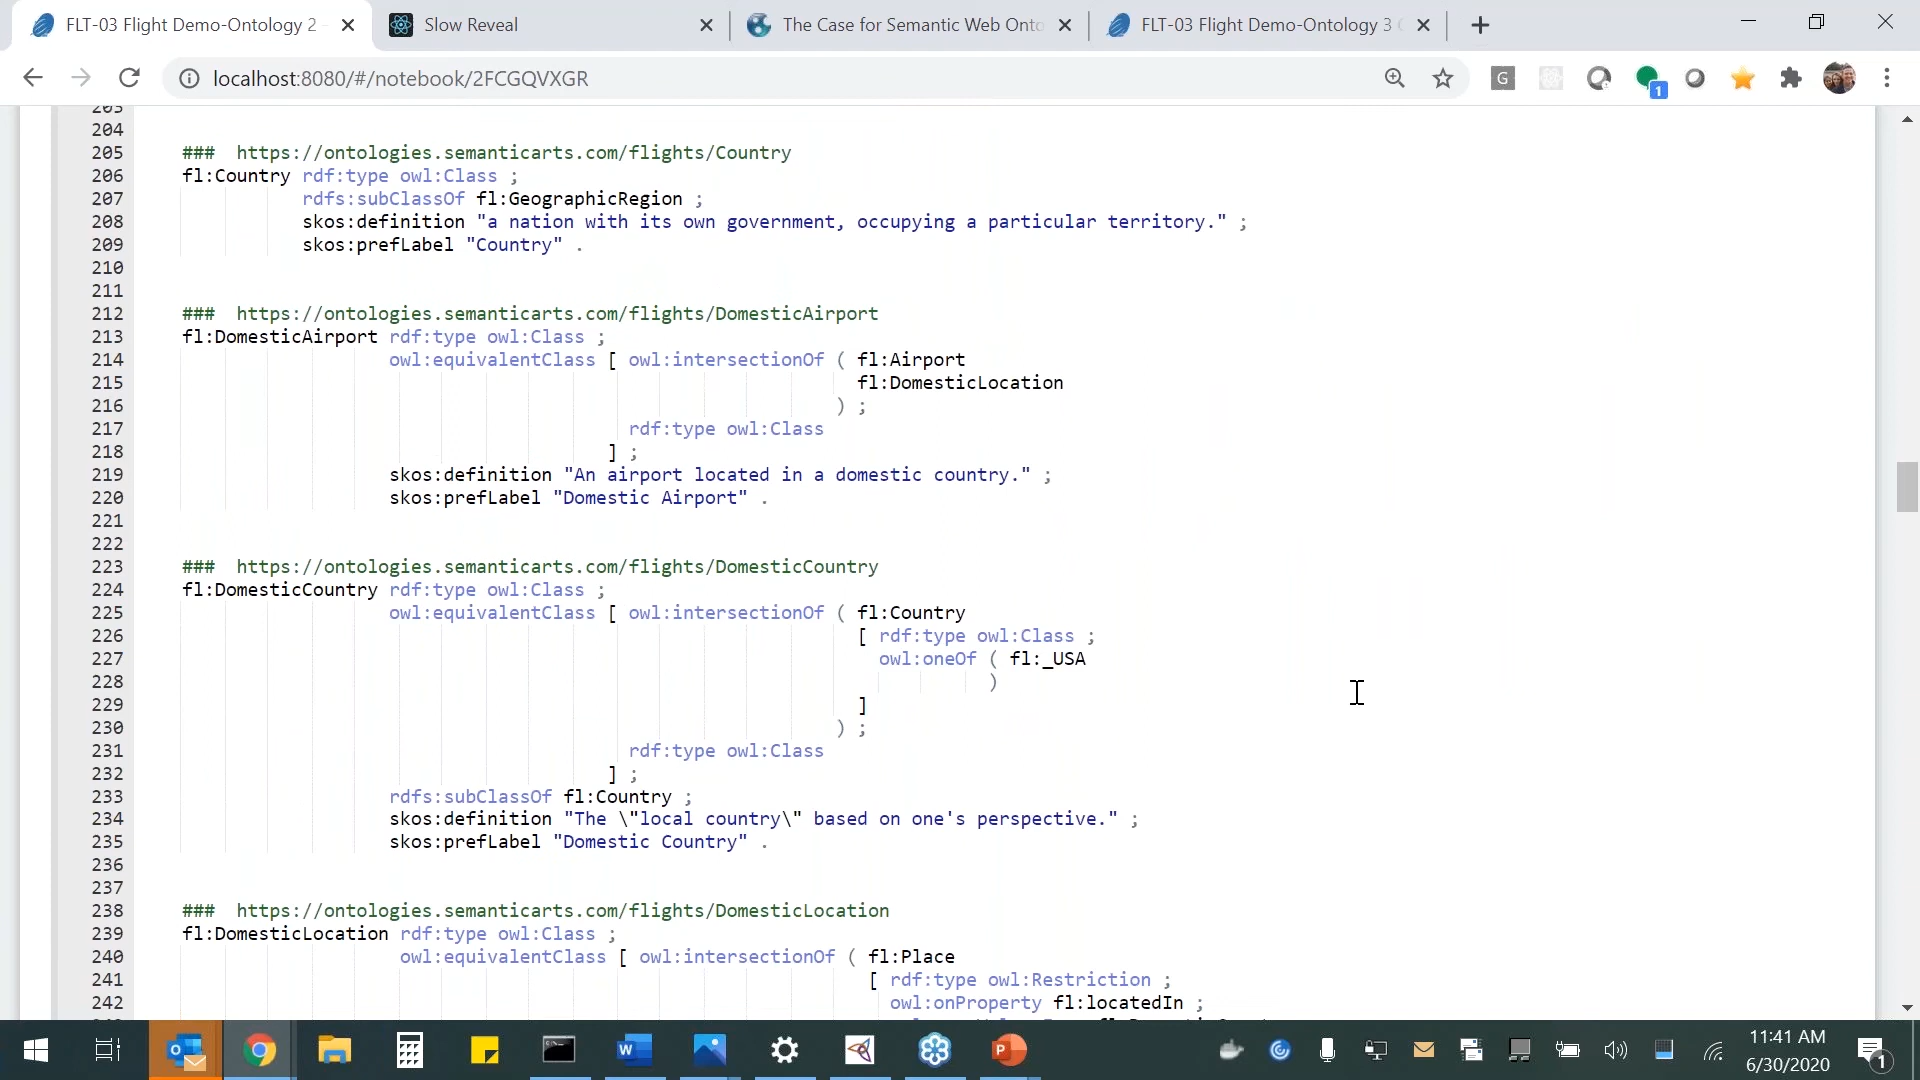 FLT-03 Flight Demo-Ontology 2
Slow Reveal
The Case for Semantic Web Onto
FLT-03 Flight Demo-Ontology 3
localhost:8080/#/notebook/2FCGQVXGR
G
1
203
204
205 ### https://ontologies.semanticarts.com/flights/Country
206 fl:Country rdf:type owl:Class ;
207 rdfs:subClassOf fl:GeographicRegion ;
208 skos:definition "a nation with its own government, occupying a particular territory." ;
209 skos:prefLabel "Country" .
210
211
212 ### https://ontologies.semanticarts.com/flights/DomesticAirport
213 fl:DomesticAirport rdf:type owl:Class ;
214 owl:equivalentClass [ owl:intersectionOf ( fl:Airport
215 fl:DomesticLocation
216 ) ;
217 rdf:type owl:Class
218 ] ;
219 skos:definition "An airport located in a domestic country." ;
220 skos:prefLabel "Domestic Airport" .
221
222
223 ### https://ontologies.semanticarts.com/flights/DomesticCountry
224 fl:DomesticCountry rdf:type owl:Class ;
225 owl:equivalentClass [ owl:intersectionOf ( fl:Country
226 [ rdf:type owl:Class ;
227 owl:oneOf ( fl:_USA
228 )
229 ]
230 ) ;
231 rdf:type owl:Class
232 ] ;
233 rdfs:subClassOf fl:Country ;
234 skos:definition "The \"local country\" based on one's perspective." ;
235 skos:prefLabel "Domestic Country" .
236
237
238 ### https://ontologies.semanticarts.com/flights/DomesticLocation
239 fl:DomesticLocation rdf:type owl:Class ;
240 owl:equivalentClass [ owl:intersectionOf ( fl:Place
241 [ rdf:type owl:Restriction ;
242 owl:onProperty fl:locatedIn ;
11:41 AM
6/30/2020
1